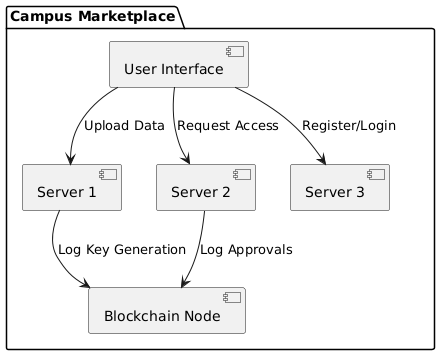 Campus Marketplace
User Interface
Upload Data
Request Access
Register/Login
Server 1
Server 2
Server 3
Log Key Generation
Log Approvals
Blockchain Node